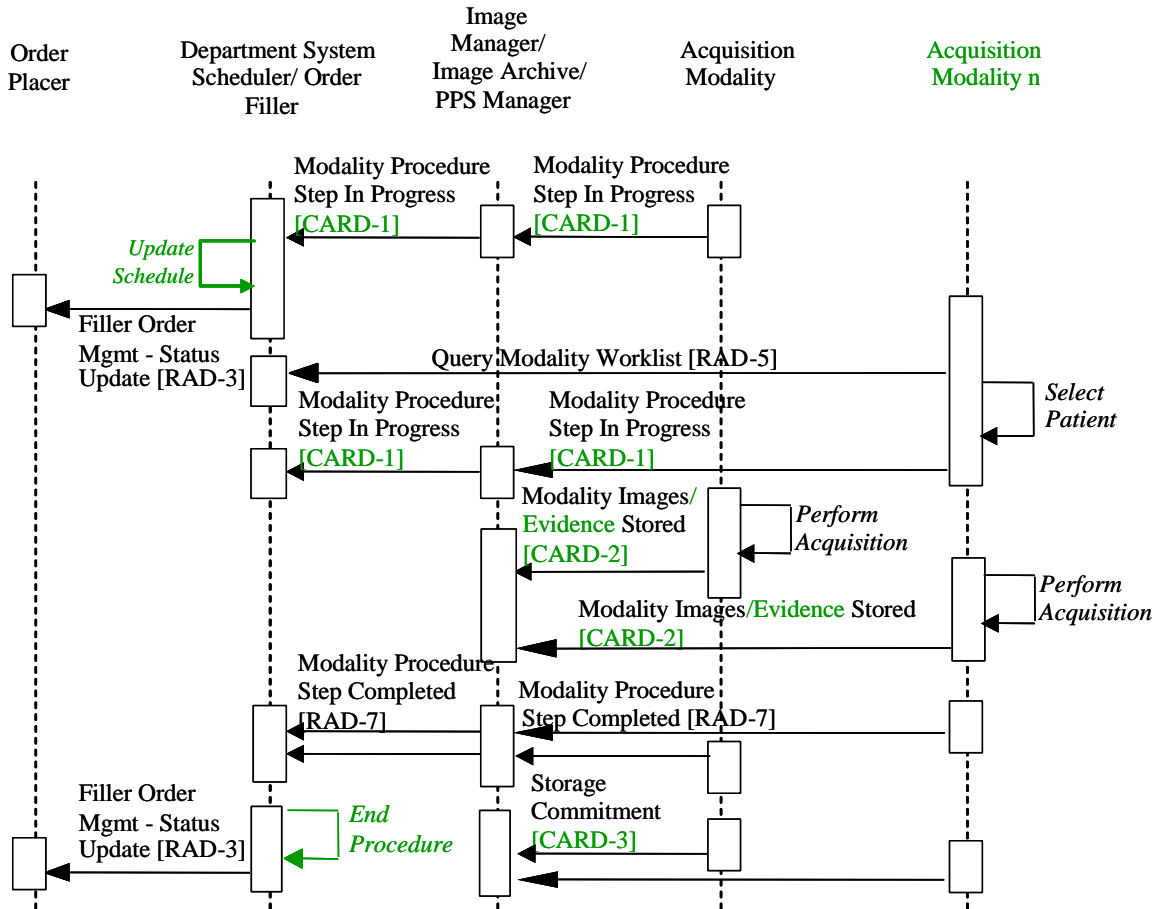 Order
Placer
Department System
Scheduler/ Order
Filler
Image
Manager/
Image Archive/
PPS Manager
Acquisition
Modality
Acquisition
Modality n
Modality Procedure
Step In Progress
[CARD-1]
Modality Procedure
Step In Progress
[CARD-1]
Update
Schedule
Filler Order
Mgmt - Status
Update [RAD-3]
Query Modality Worklist [RAD-5]
Select
Patient
Modality Procedure
Step In Progress
[CARD-1]
Modality Procedure
Step In Progress
[CARD-1]
Modality Images/
Evidence Stored
[CARD-2]
Perform
Acquisition
Perform
Acquisition
Modality Images/Evidence Stored
[CARD-2]
Modality Procedure
Step Completed
[RAD-7]
Modality Procedure
Step Completed [RAD-7]
Filler Order
Mgmt - Status
Update [RAD-3]
End
Procedure
Storage
Commitment
[CARD-3]